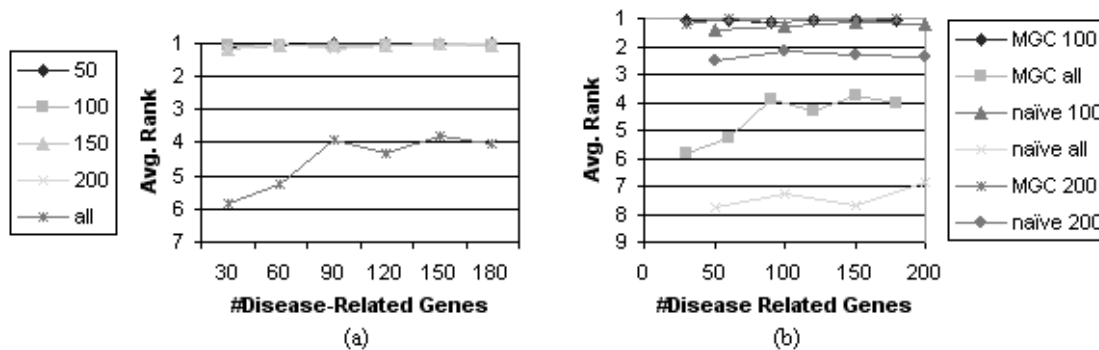 50
100
150
200
all
Avg. Rank
1
2
3
4
5
6
7
30 60 90 120 150 180
#Disease-Related Genes
(a)
Avg. Rank
1
2
3
4
5
6
7
8
9
0 50 100 150 200
#Disease Related Genes
(b)
MGC 100
MGC all
naïve 100
naïve all
MGC 200
naïve 200